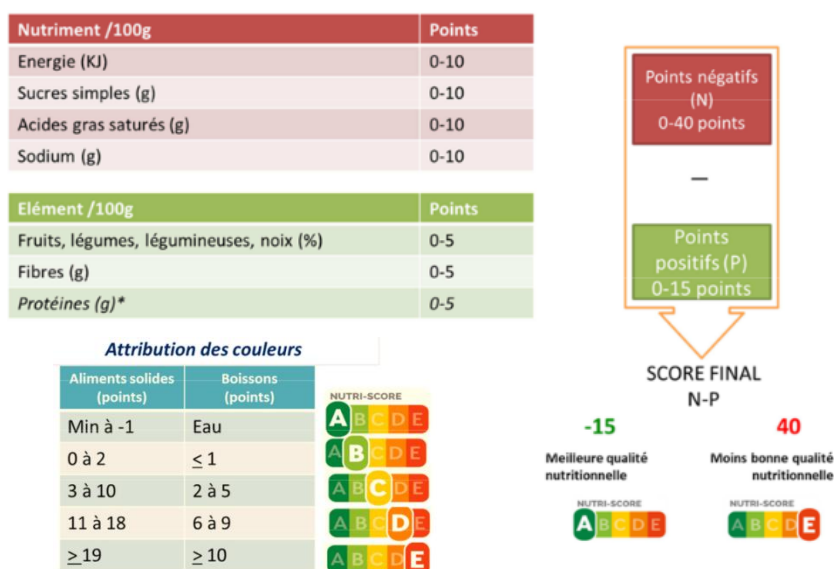 Nutriment /100g Points
Energie (KJ) 0-10
Sucres simples (g) 0-10
Acides gras saturés (g) 0-10
Sodium (g) 0-10
Elément /100g Points
Fruits, légumes, légumineuses, noix (%) 0-5
Fibres (g) 0-5
Protéines (g)* 0-5
Points négatifs
(N)
0-40 points
—
Points
positifs (P)
0-15 points
SCORE FINAL
N-P
-15
Meilleure qualité
nutritionnelle
NUTRI-SCORE
A B C D E
40
Moins bonne qualité
nutritionnelle
NUTRI-SCORE
A B C D E
Attribution des couleurs
Aliments solides
(points)
Boissons
(points)
NUTRI-SCORE
Min à -1 Eau A B C D E
0 à 2 ≤ 1 A B C D E
3 à 10 2 à 5 A B C D E
11 à 18 6 à 9 A B C D E
≥19 ≥ 10 A B C D E